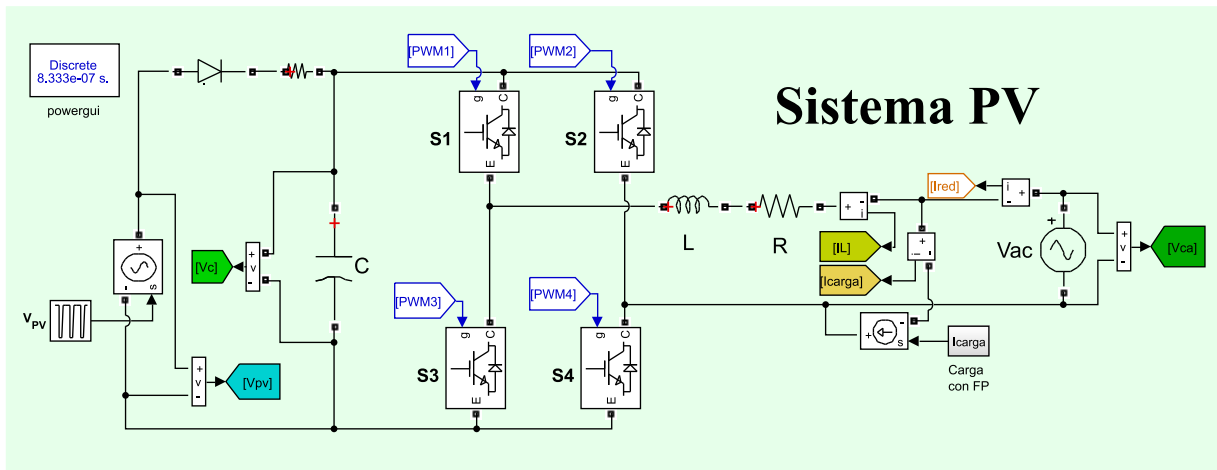 Discrete
8.333e-07 s.
powergui
[PWM1]
[PWM2]
Sistema PV
g
C
E
S1
g
C
E
S2
[Ired]
i
+
-
+
-
i
L
R
[IL]
[Icarga]
+
-
i
Vac
+
+
v
-
[Vca]
+
s
-
[Vc]
+
v
-
+
C
[PWM3]
[PWM4]
VPV
g
C
E
S3
g
C
E
S4
+
-
s
Icarga
Carga
con FP
+
v
-
[Vpv]